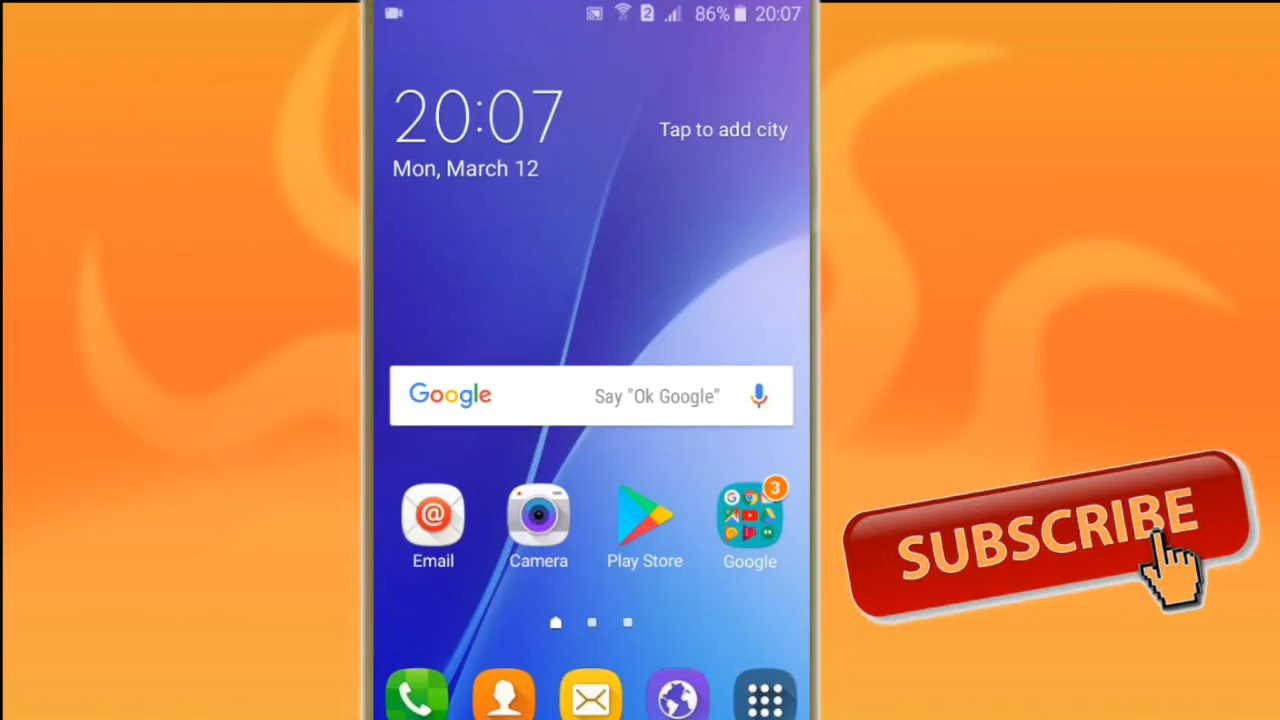 2 86% 20:07
20:07
Tap to add city
Mon, March 12
Google Say "Ok Google"
@
3
Email Camera Play Store Google
SUBSCRIBE